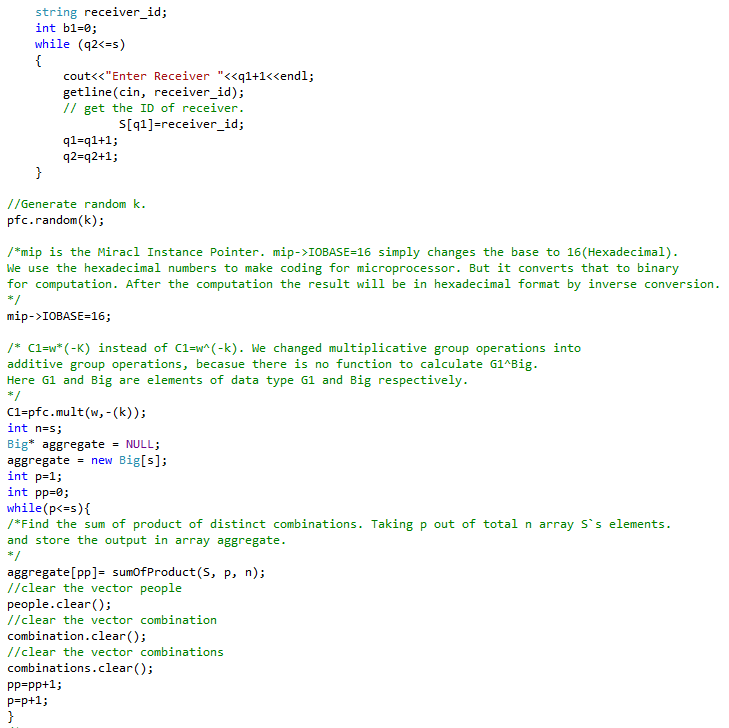 string receiver_id;
int b1=0;
while (q2<=s)
{
cout<<"Enter Receiver "<<q1+1<<endl;
getline(cin, receiver_id);
// get the ID of receiver.
S[q1]=receiver_id;
q1=q1+1;
q2=q2+1;
}
//Generate random k.
pfc.random(k);
/*mip is the Miracl Instance Pointer. mip->IOBASE=16 simply changes the base to 16(Hexadecimal).
We use the hexadecimal numbers to make coding for microprocessor. But it converts that to binary
for computation. After the computation the result will be in hexadecimal format by inverse conversion.
*/
mip->IOBASE=16;
/* C1=w*(-K) instead of C1=w^(-k). We changed multiplicative group operations into
additive group operations, becasue there is no function to calculate G1^Big.
Here G1 and Big are elements of data type G1 and Big respectively.
*/
C1=pfc.mult(w,-(k));
int n=s;
Big* aggregate = NULL;
aggregate = new Big[s];
int p=1;
int pp=0;
while(p<=s){
/*Find the sum of product of distinct combinations. Taking p out of total n array S`s elements.
and store the output in array aggregate.
*/
aggregate[pp]= sumOfProduct(S, p, n);
//clear the vector people
people.clear();
//clear the vector combination
combination.clear();
//clear the vector combinations
combinations.clear();
pp=pp+1;
p=p+1;
}